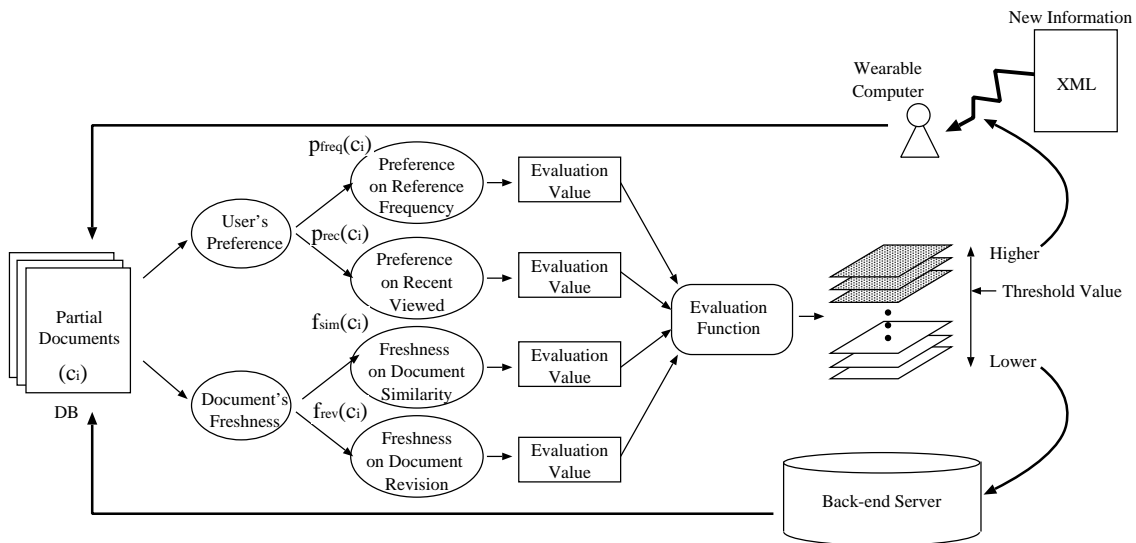 New Information
XML
Wearable
Computer
pfreq(ci)
Preference
on Reference
Frequency
Evaluation
Value
User's
Preference
prec(ci)
Preference
on Recent
Viewed
Evaluation
Value
Partial
Documents
(ci)
DB
fsim(ci)
Freshness
on Document
Similarity
Evaluation
Value
Document's
Freshness
frev(ci)
Freshness
on Document
Revision
Evaluation
Value
Evaluation
Function
Higher
Threshold Value
Lower
Back-end Server